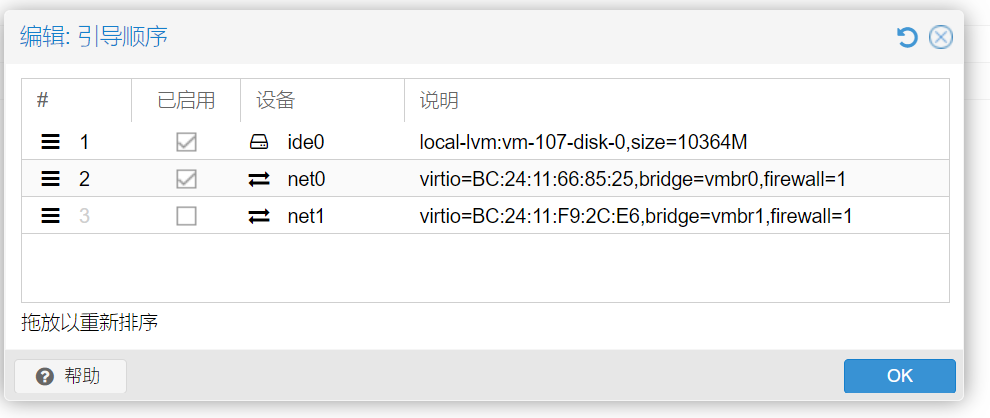 编辑: 引导顺序
# 已启用 设备 说明
1 ide0 local-lvm:vm-107-disk-0,size=10364M
2 net0 virtio=BC:24:11:66:85:25,bridge=vmbr0,firewall=1
3 net1 virtio=BC:24:11:F9:2C:E6,bridge=vmbr1,firewall=1
拖放以重新排序
帮助 OK